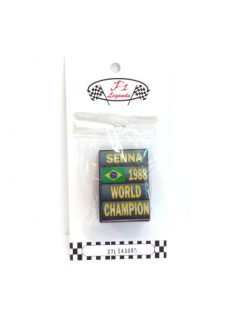 F1
Legends
SENNA
1988
WORLD
CHAMPION